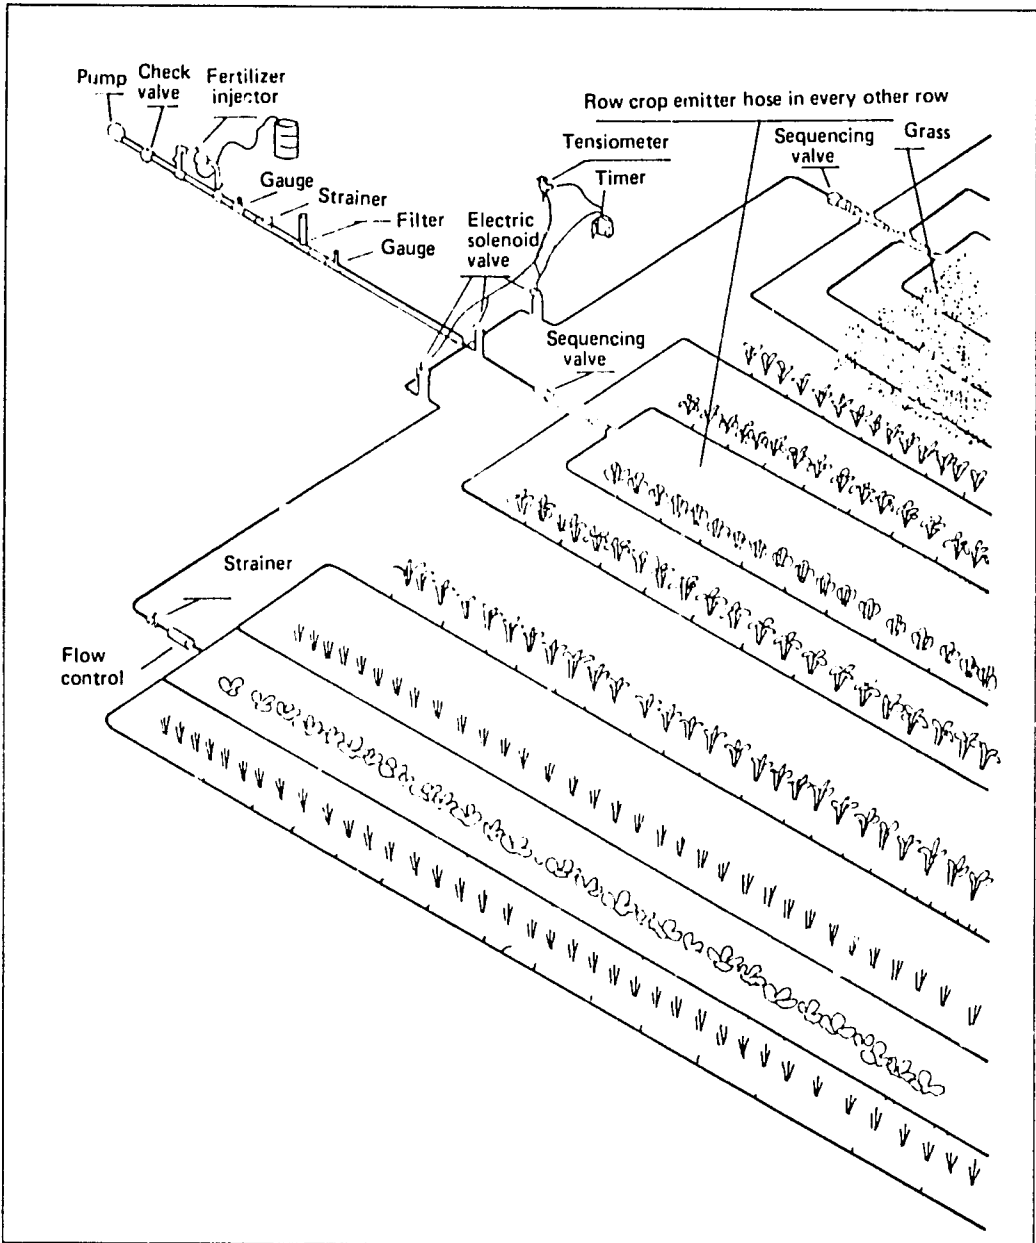 Pump
Check
valve
Fertilizer
injector
Row crop emitter hose in every other row
Tensiometer
Timer
Sequencing
valve
Grass
Gauge
Strainer
Filter
Gauge
Electric
solenoid
valve
Sequencing
valve
Strainer
Flow
control